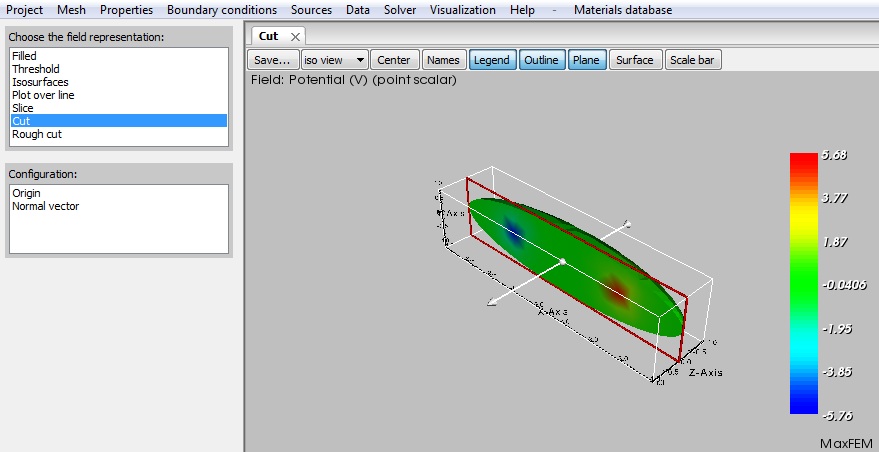 Project Mesh Properties Boundary conditions Sources Data Solver Visualization Help - Materials database
Choose the field representation:
Filled
Threshold
Isosurfaces
Plot over line
Slice
Cut
Rough cut
Configuration:
Origin
Normal vector
Cut
Save... iso view Center Names Legend Outline Plane Surface Scale bar
Field: Potential (V) (point scalar)
5.68
3.77
1.87
-0.0406
-1.95
-3.85
-5.76
X-Axis
Z-Axis
MaxFEM